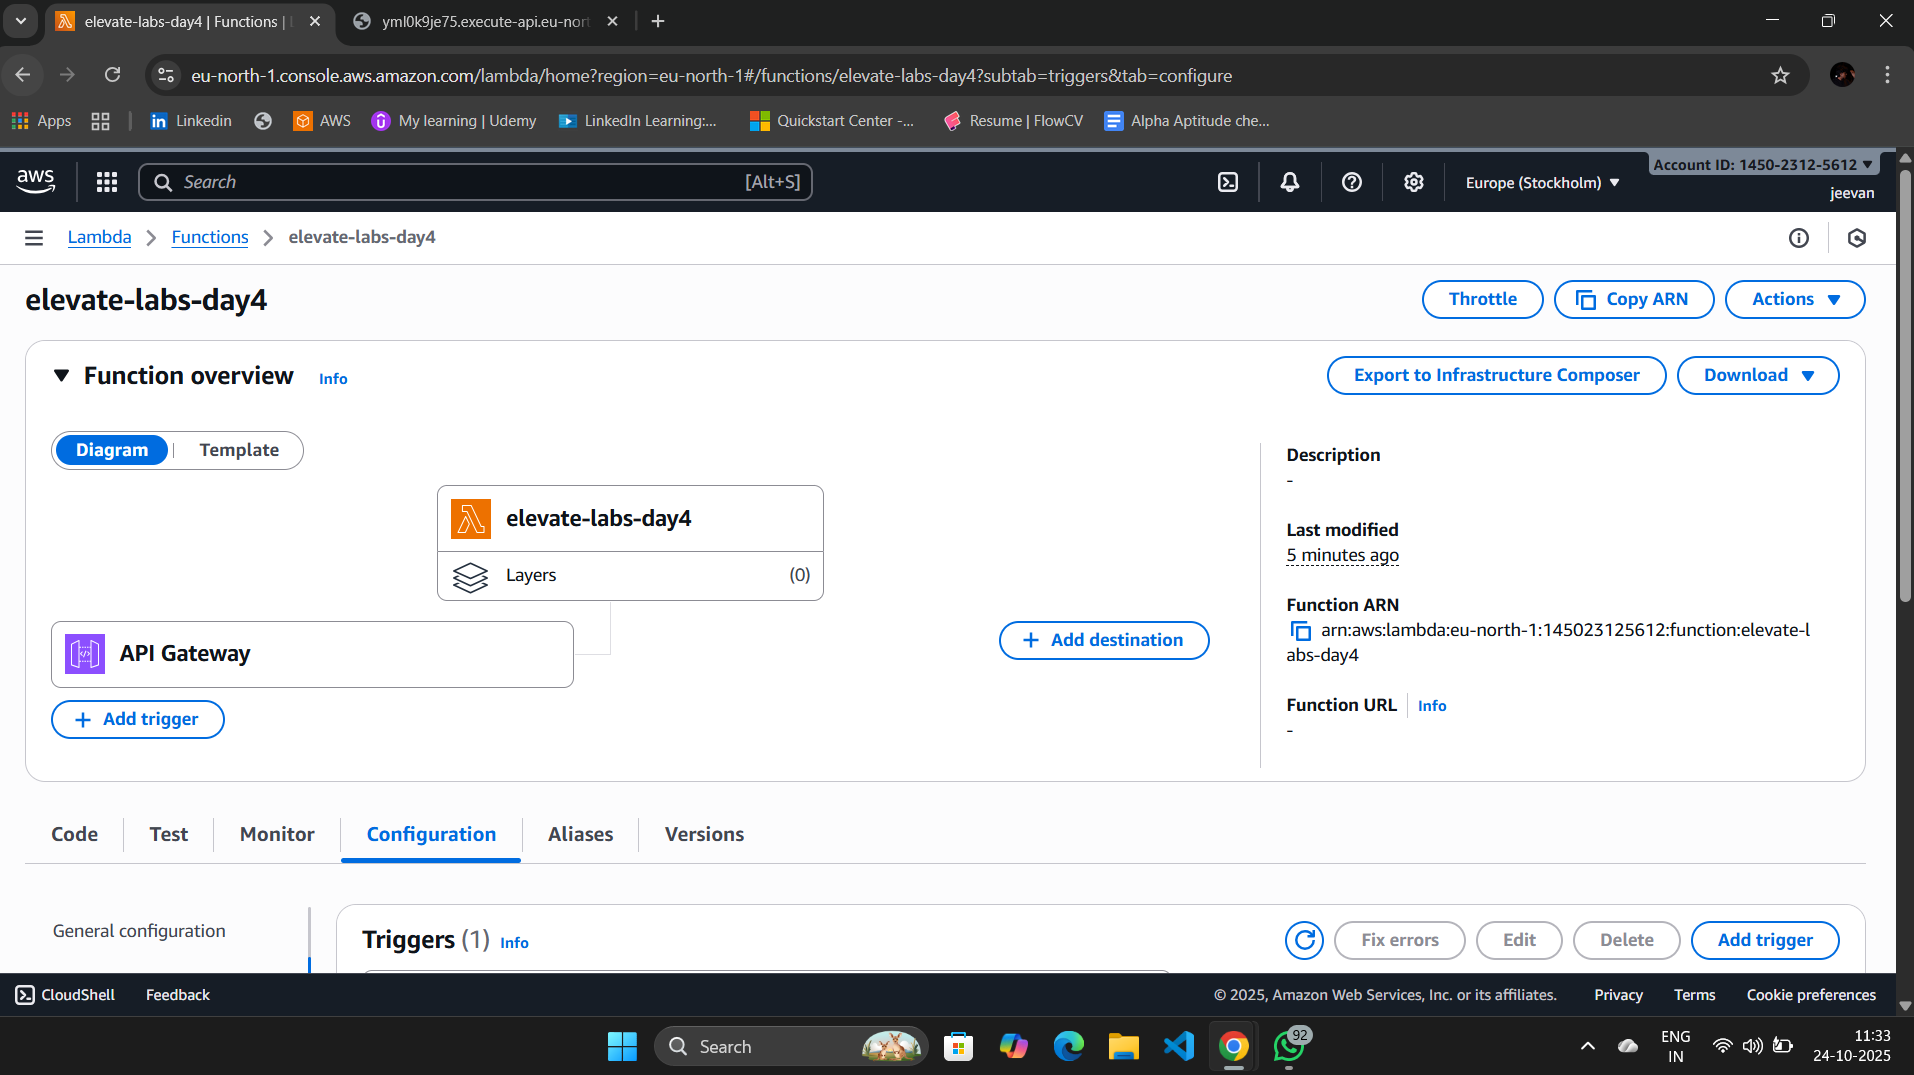 elevate-labs-day4 | Functions |
yml0k9je75.execute-api.eu-nort
eu-north-1.console.aws.amazon.com/lambda/home?region=eu-north-1#/functions/elevate-labs-day4?subtab=triggers&tab=configure
Apps
Linkedin
AWS
My learning | Udemy
LinkedIn Learning:...
Quickstart Center -...
Resume | FlowCV
Alpha Aptitude che...
aws
Search
[Alt+S]
Europe (Stockholm)
Account ID: 1450-2312-5612
jeevan
Lambda
Functions
elevate-labs-day4
elevate-labs-day4
Throttle
Copy ARN
Actions
Function overview
Info
Export to Infrastructure Composer
Download
Diagram
Template
elevate-labs-day4
Layers
(0)
API Gateway
Add trigger
Add destination
Description
-
Last modified
5 minutes ago
Function ARN
arn:aws:lambda:eu-north-1:145023125612:function:elevate-l
abs-day4
Function URL
Info
-
Code
Test
Monitor
Configuration
Aliases
Versions
General configuration
Triggers (1)
Info
Fix errors
Edit
Delete
Add trigger
CloudShell
Feedback
© 2025, Amazon Web Services, Inc. or its affiliates.
Privacy
Terms
Cookie preferences
Search
92
ENG
IN
11:33
24-10-2025